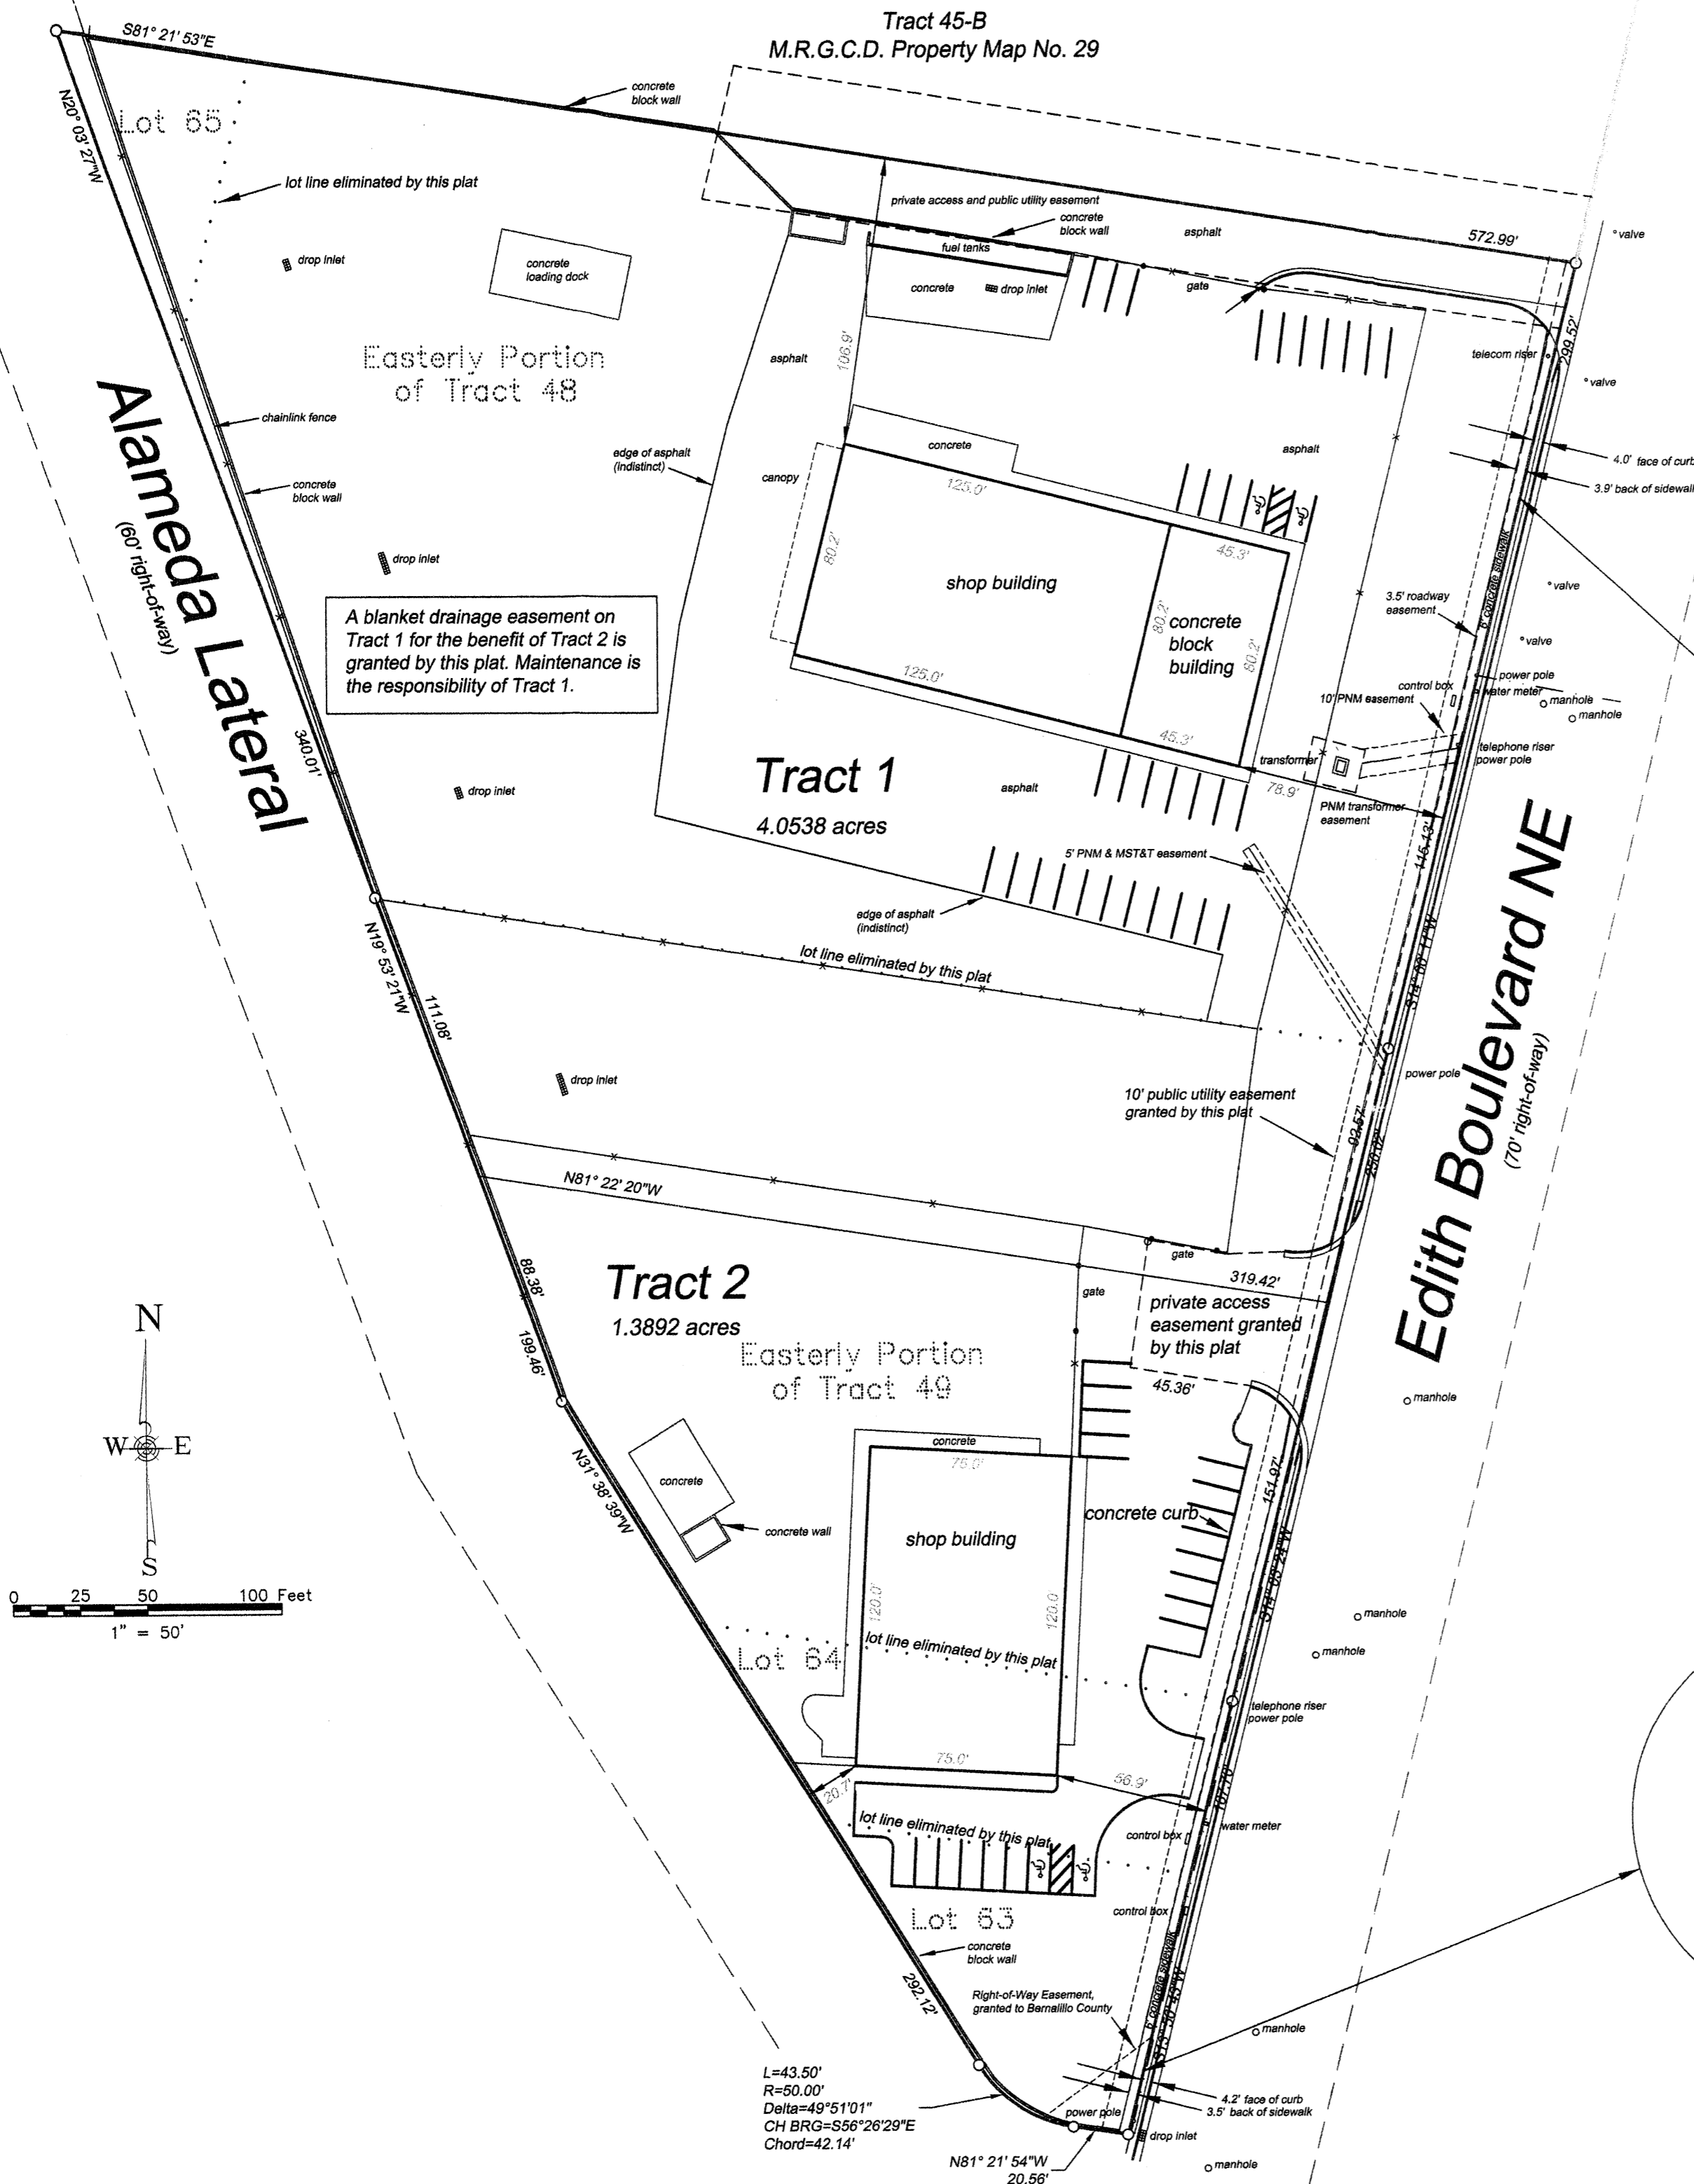 Tract 45-B
M.R.G.C.D. Property Map No. 29
S81° 21' 53"E
concrete
block wall
N20° 03' 27"W
Lot 65
lot line eliminated by this plat
private access and public utility easement
concrete
block wall
asphalt
572.99'
valve
fuel tanks
drop inlet
concrete
loading dock
concrete
drop inlet
gate
299.52'
Easterly Portion
of Tract 48
asphalt
106.9'
telecom riser
valve
Alameda Lateral
(60' right-of-way)
chainlink fence
edge of asphalt
(indistinct)
concrete
asphalt
4.0' face of curb
canopy
125.0'
3.9' back of sidewalk
concrete
block wall
80.2'
45.3'
drop inlet
shop building
6' concrete sidewalk
valve
3.5' roadway
easement
A blanket drainage easement on
Tract 1 for the benefit of Tract 2 is
granted by this plat. Maintenance is
the responsibility of Tract 1.
80.2'
concrete
block
building
80.2'
valve
125.0'
control box
power pole
water meter
10' PNM easement
manhole
manhole
45.3'
340.01'
telephone riser
power pole
transformer
Tract 1
4.0538 acres
drop inlet
asphalt
78.9'
PNM transformer
easement
115.13'
5' PNM & MST&T easement
edge of asphalt
(indistinct)
Edith Boulevard NE
(70' right-of-way)
S14° 00' 11"W
N19° 53' 21"W
lot line eliminated by this plat
111.08'
drop inlet
power pole
10' public utility easement
granted by this plat
92.57'
N81° 22' 20"W
gate
319.42'
Tract 2
1.3892 acres
88.38'
gate
private access
easement granted
by this plat
199.46'
Easterly Portion
of Tract 49
45.36'
manhole
N
W E
S
N31° 38' 39"W
concrete
75.0'
concrete
151.97'
concrete wall
shop building
concrete curb
0 25 50 100 Feet
1" = 50'
120.0'
120.0'
manhole
lot line eliminated by this plat
Lot 64
manhole
telephone riser
power pole
75.0'
56.9'
20.7'
lot line eliminated by this plat
control box
water meter
control box
Lot 63
concrete
block wall
292.12'
6' concrete sidewalk
Right-of-Way Easement,
granted to Bernalillo County
manhole
L=43.50'
R=50.00'
Delta=49°51'01"
CH BRG=S56°26'29"E
Chord=42.14'
4.2' face of curb
3.5' back of sidewalk
power pole
drop inlet
N81° 21' 54"W
20.56'
manhole